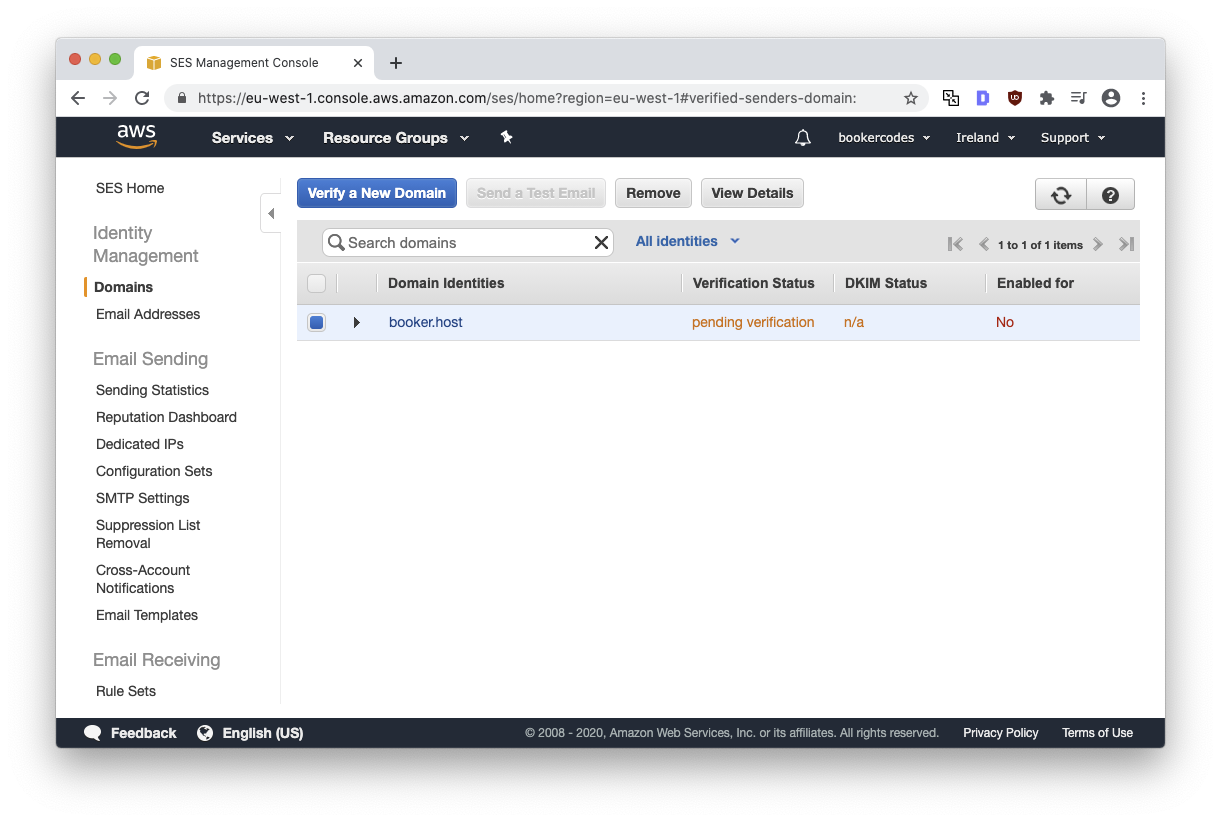 SES Management Console
https://eu-west-1.console.aws.amazon.com/ses/home?region=eu-west-1#verified-senders-domain:
aws
Services
Resource Groups
bookercodes
Ireland
Support
SES Home
Identity
Management
Domains
Email Addresses
Email Sending
Sending Statistics
Reputation Dashboard
Dedicated IPs
Configuration Sets
SMTP Settings
Suppression List
Removal
Cross-Account
Notifications
Email Templates
Email Receiving
Rule Sets
Verify a New Domain
Send a Test Email
Remove
View Details
Search domains
All identities
1 to 1 of 1 items
Domain Identities
Verification Status
DKIM Status
Enabled for
booker.host
pending verification
n/a
No
Feedback
English (US)
© 2008 - 2020, Amazon Web Services, Inc. or its affiliates. All rights reserved.
Privacy Policy
Terms of Use